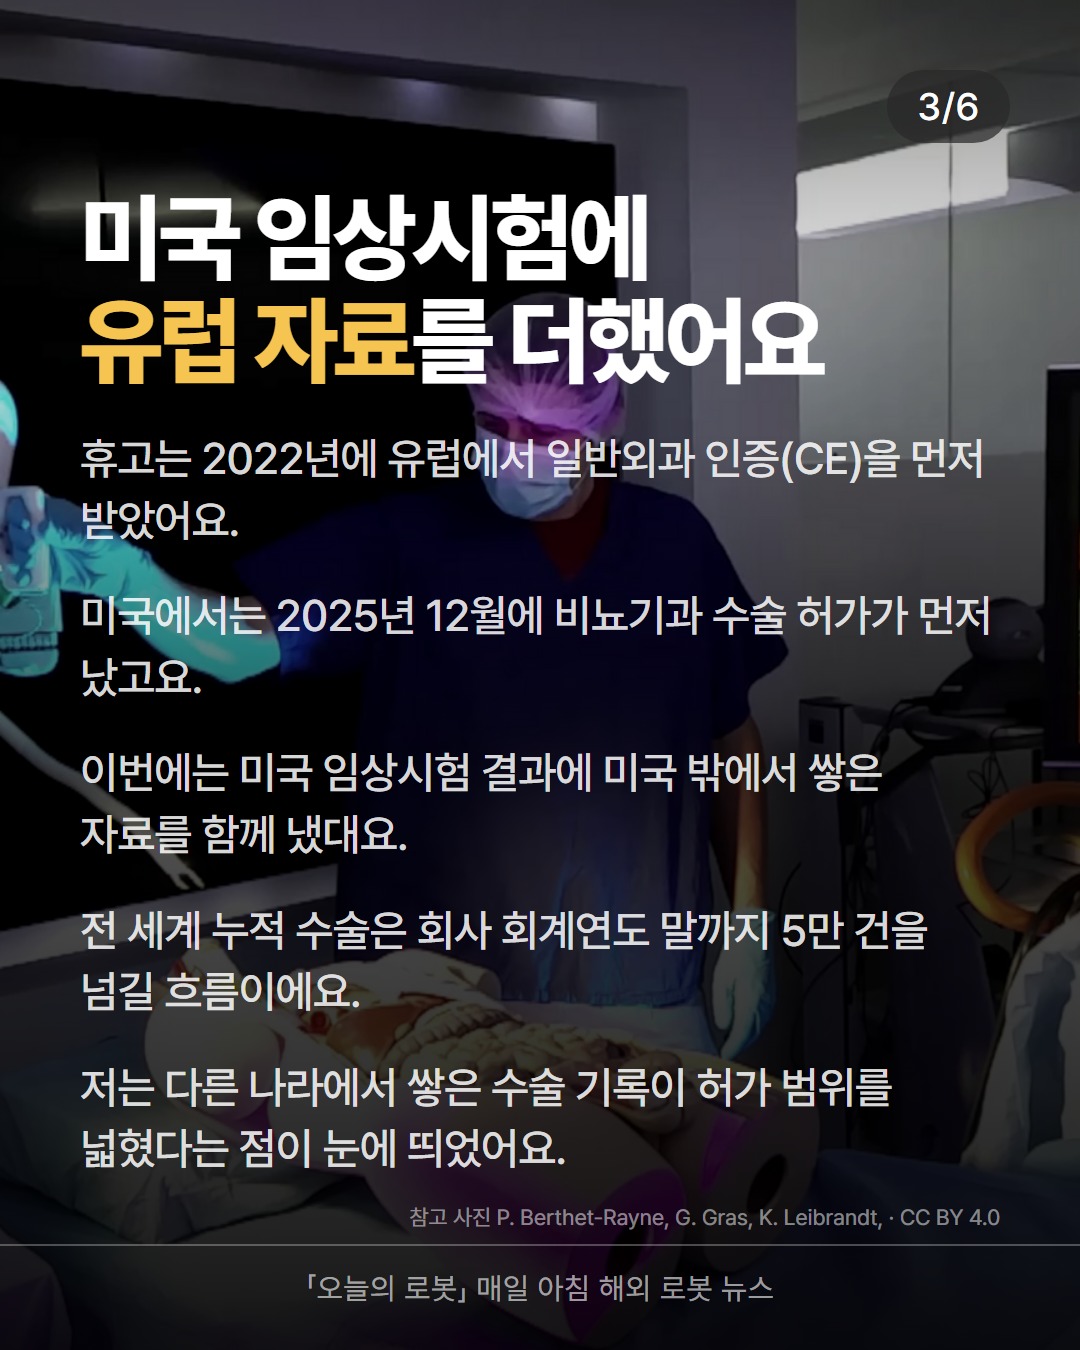 3/6
미국 임상시험에
유럽 자료를 더했어요
휴고는 2022년에 유럽에서 일반외과 인증(CE)을 먼저
받았어요.
미국에서는 2025년 12월에 비뇨기과 수술 허가가 먼저
났고요.
이번에는 미국 임상시험 결과에 미국 밖에서 쌓은
자료를 함께 냈대요.
전 세계 누적 수술은 회사 회계연도 말까지 5만 건을
넘길 흐름이에요.
저는 다른 나라에서 쌓은 수술 기록이 허가 범위를
넓혔다는 점이 눈에 띄었어요.
참고 사진 P. Berthet-Rayne, G. Gras, K. Leibrandt, · CC BY 4.0
「오늘의 로봇」 매일 아침 해외 로봇 뉴스